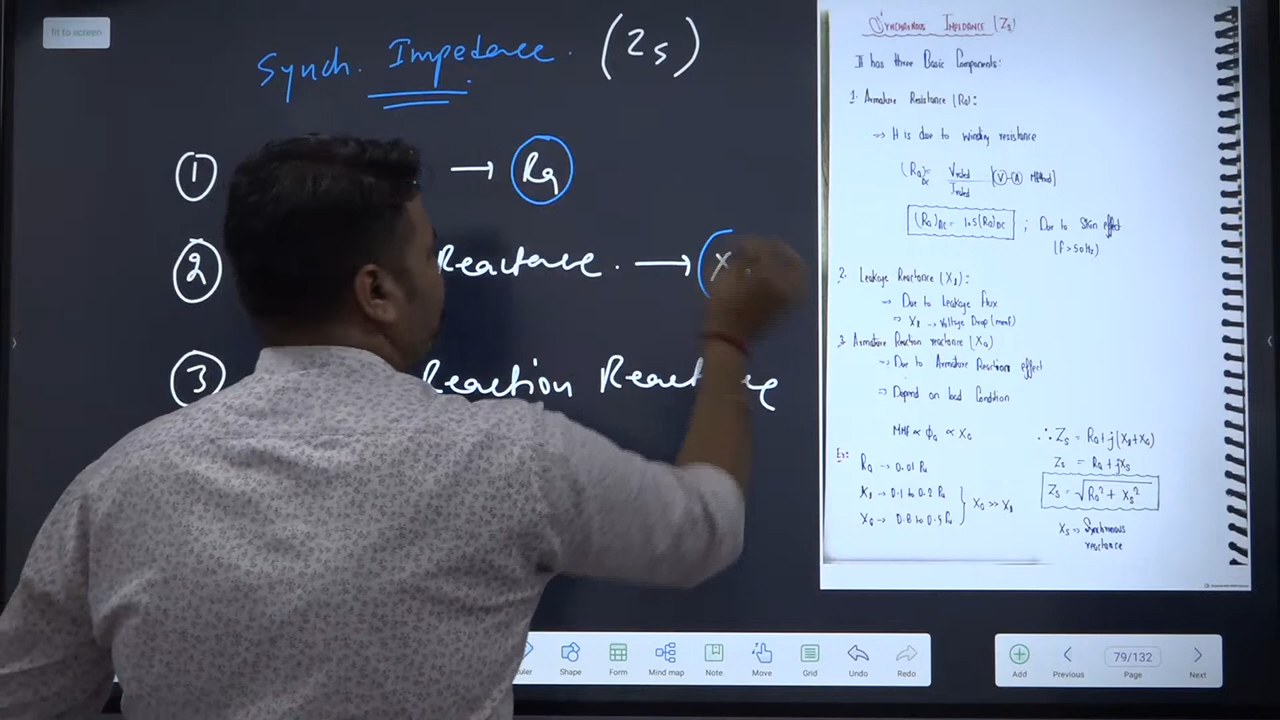 fit to screen
Synch. Impedance. (Zs)
1 → Ra
2 Reactance. → X
3 Reaction Reactance
SYNCHRONOUS IMPEDANCE (Zs)
It has three Basic Components:
1. Armature Resistance (Ra):
→ It is due to winding resistance
(Ra)DC = Vrated / Irated [(V)-(A) Method]
(Ra)AC = 1.5(Ra)DC ; Due to Skin effect
(f > 50Hz)
2. Leakage Reactance (Xl):
→ Due to Leakage flux
→ Xl → Voltage Drop (mmf)
3. Armature Reaction reactance (Xa)
→ Due to Armature Reaction effect
→ Depend on load Condition
MMF ∝ ϕa ∝ Xa
∴ Zs = Ra + j(Xl+Xa)
Zs = Ra + jXs
Zs = √Ra² + Xs²
Xs → Synchronous
reactance
Ex:
Ra → 0.01 Pu
Xl → 0.1 to 0.2 Pu
Xa → 0.8 to 0.5 Pu
Xa >> Xl
uler
Shape
Form
Mind map
Note
Move
Grid
Undo
Redo
Add
Previous
79/132
Page
Next